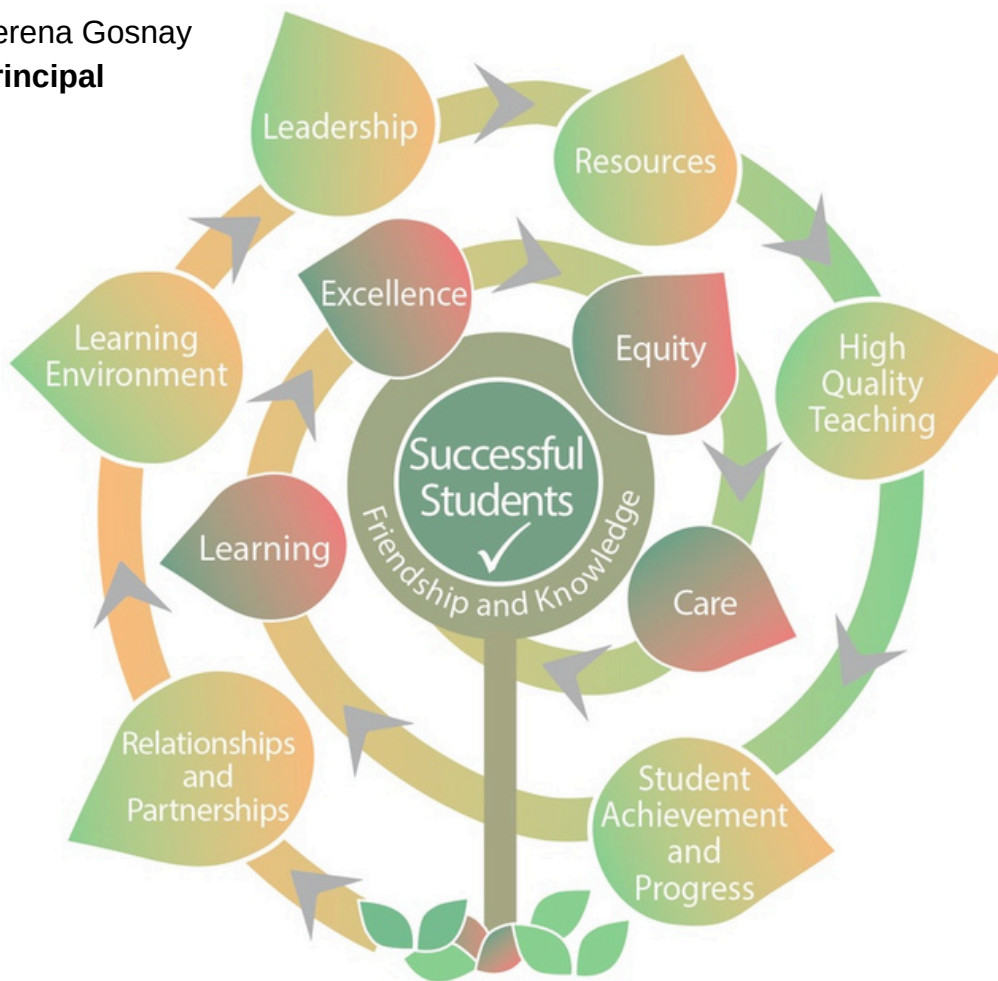 erena Gosnay
rincipal
Leadership
Resources
Excellence
Equity
Learning
Environment
High
Quality
Teaching
Successful
Students
Friendship and Knowledge
Learning
Care
Relationships
and
Partnerships
Student
Achievement
and
Progress